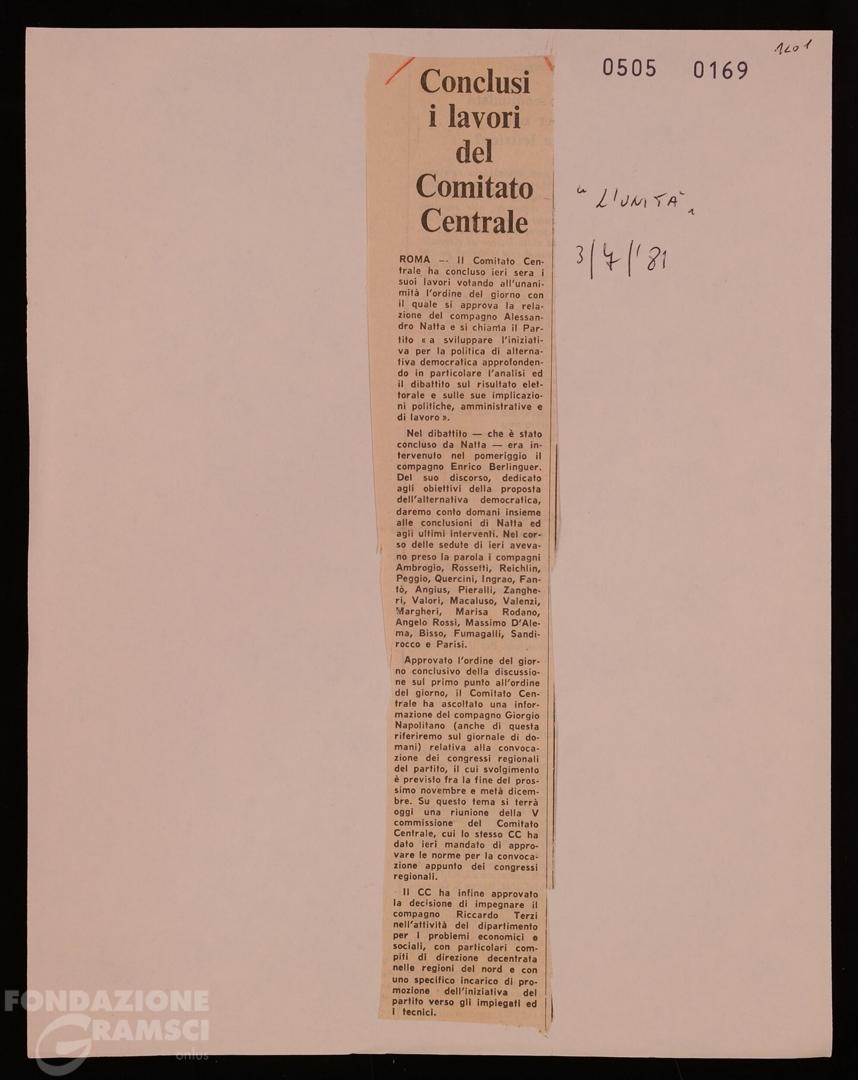 1201
0505 0169
Conclusi
i lavori
del
Comitato
Centrale
"L'UNITÀ"
3/7/'81
ROMA — Il Comitato Cen-
trale ha concluso ieri sera i
suoi lavori votando all'unani-
mità l'ordine del giorno con
il quale si approva la rela-
zione del compagno Alessan-
dro Natta e si chiama il Par-
tito « a sviluppare l'iniziati-
va per la politica di alterna-
tiva democratica approfonden-
do in particolare l'analisi ed
il dibattito sul risultato elet-
torale e sulle sue implicazio-
ni politiche, amministrative e
di lavoro ».
Nel dibattito — che è stato
concluso da Natta — era in-
tervenuto nel pomeriggio il
compagno Enrico Berlinguer.
Del suo discorso, dedicato
agli obiettivi della proposta
dell'alternativa democratica,
daremo conto domani insieme
alle conclusioni di Natta ed
agli ultimi interventi. Nel cor-
so delle sedute di ieri aveva-
no preso la parola i compagni
Ambrogio, Rossetti, Reichlin,
Peggio, Quercini, Ingrao, Fan-
tò, Angius, Pieralli, Zanghe-
ri, Valori, Macaluso, Valenzi,
Margheri, Marisa Rodano,
Angelo Rossi, Massimo D'Ale-
ma, Bisso, Fumagalli, Sandi-
rocco e Parisi.
Approvato l'ordine del gior-
no conclusivo della discussio-
ne sul primo punto all'ordine
del giorno, il Comitato Cen-
trale ha ascoltato una infor-
mazione del compagno Giorgio
Napolitano (anche di questa
riferiremo sul giornale di do-
mani) relativa alla convoca-
zione dei congressi regionali
del partito, il cui svolgimento
è previsto fra la fine del pros-
simo novembre e metà dicem-
bre. Su questo tema si terrà
oggi una riunione della V
commissione del Comitato
Centrale, cui lo stesso CC ha
dato ieri mandato di appro-
vare le norme per la convoca-
zione appunto dei congressi
regionali.
Il CC ha infine approvato
la decisione di impegnare il
compagno Riccardo Terzi
nell'attività del dipartimento
per i problemi economici e
sociali, con particolari com-
piti di direzione decentrata
nelle regioni del nord e con
uno specifico incarico di pro-
mozione dell'iniziativa del
partito verso gli impiegati ed
i tecnici.
FONDAZIONE
GRAMSCI
onlus